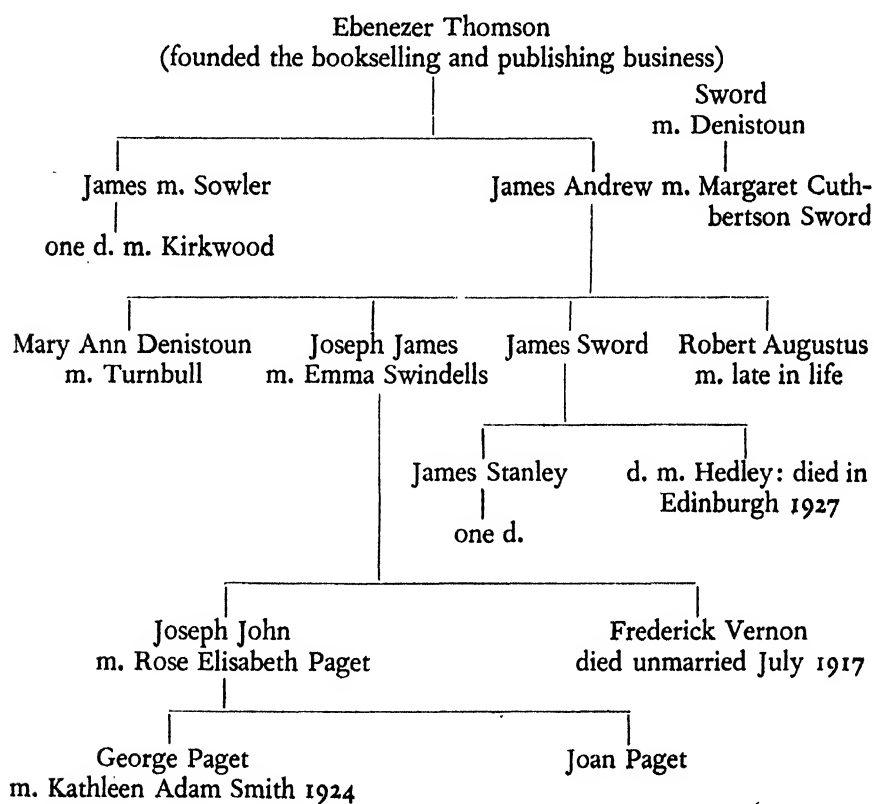 Ebenezer Thomson
(founded the bookselling and publishing business)
Sword
m. Denistoun
James m. Sowler
James Andrew m. Margaret Cuth-
bertson Sword
one d. m. Kirkwood
Mary Ann Denistoun
m. Turnbull
Joseph James
m. Emma Swindells
James Sword
Robert Augustus
m. late in life
James Stanley
one d.
d. m. Hedley: died in
Edinburgh 1927
Joseph John
m. Rose Elisabeth Paget
Frederick Vernon
died unmarried July 1917
George Paget
m. Kathleen Adam Smith 1924
Joan Paget